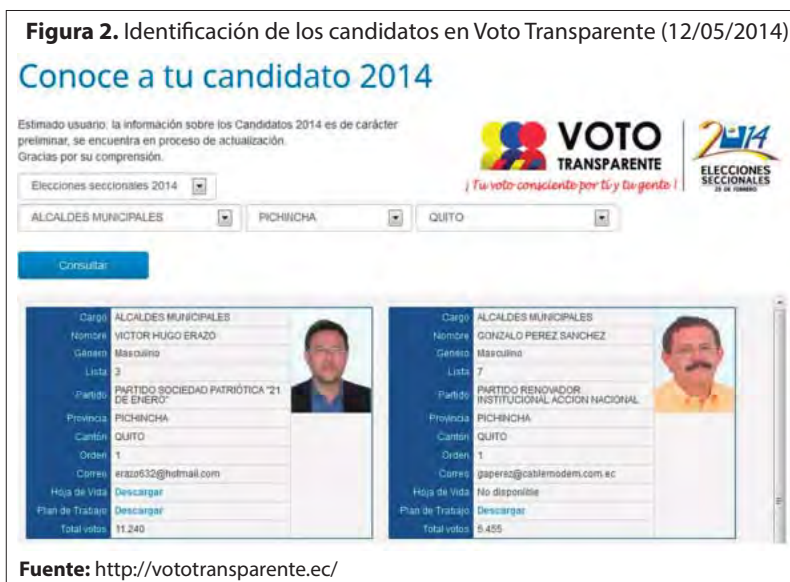 Figura 2. Identificación de los candidatos en Voto Transparente (12/05/2014)
Conoce a tu candidato 2014
Estimado usuario, la información sobre los Candidatos 2014 es de carácter
preliminar, se encuentra en proceso de actualización.
Gracias por su comprensión.
VOTO
TRANSPARENTE
¡Tu voto consciente por ti y tu gente!
2014
ELECCIONES
SECCIONALES
23 DE FEBRERO
Elecciones seccionales 2014
ALCALDES MUNICIPALES PICHINCHA QUITO
Consultar
Cargo ALCALDES MUNICIPALES
Nombre VICTOR HUGO ERAZO
Género Masculino
Lista 3
Partido PARTIDO SOCIEDAD PATRIÓTICA "21
DE ENERO"
Provincia PICHINCHA
Cantón QUITO
Orden 1
Correo erazo632@hotmail.com
Hoja de Vida Descargar
Plan de Trabajo Descargar
Total votos 11.240
Cargo ALCALDES MUNICIPALES
Nombre GONZALO PEREZ SANCHEZ
Género Masculino
Lista 7
Partido PARTIDO RENOVADOR
INSTITUCIONAL ACCION NACIONAL
Provincia PICHINCHA
Cantón QUITO
Orden 1
Correo gaperez@cablemodem.com.ec
Hoja de Vida No disponible
Plan de Trabajo Descargar
Total votos 5.455
Fuente: http://vototransparente.ec/